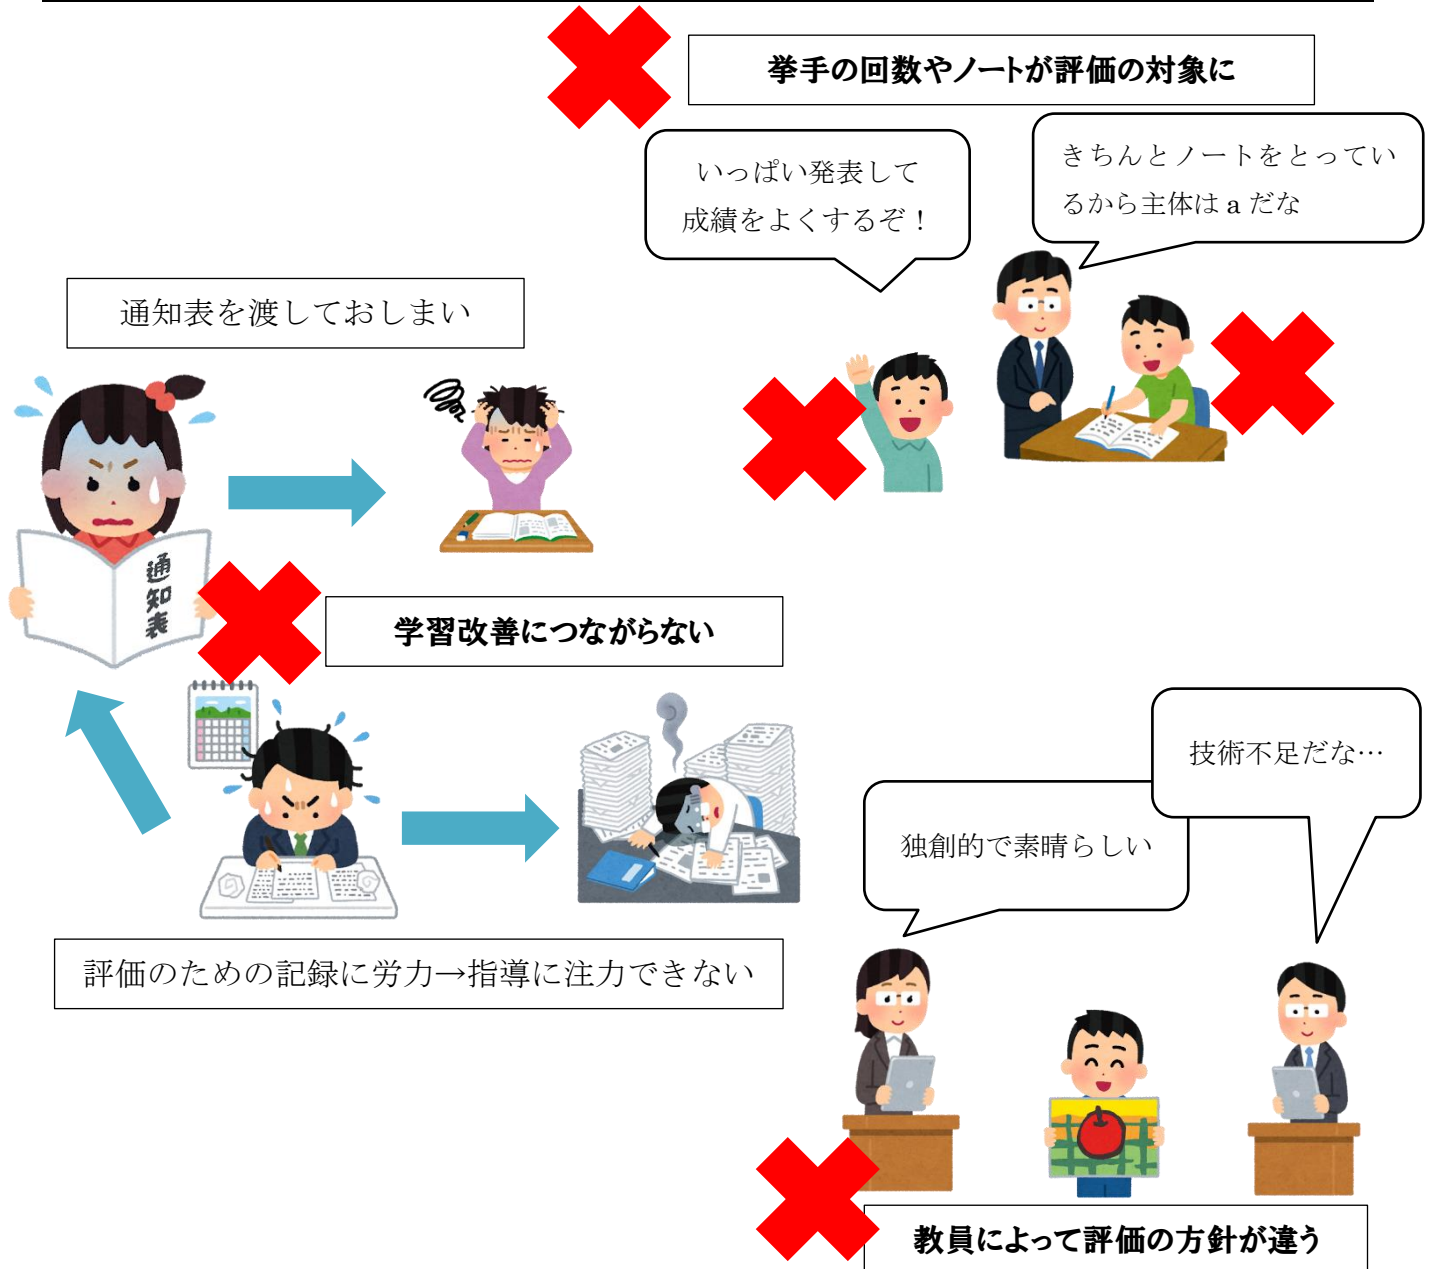 挙手の回数やノートが評価の対象に
いっぱい発表して
成績をよくするぞ！
きちんとノートをとってい
るから主体は a だな
通知表を渡しておしまい
通知表
学習改善につながらない
評価のための記録に労力→指導に注力できない
独創的で素晴らしい
技術不足だな…
教員によって評価の方針が違う